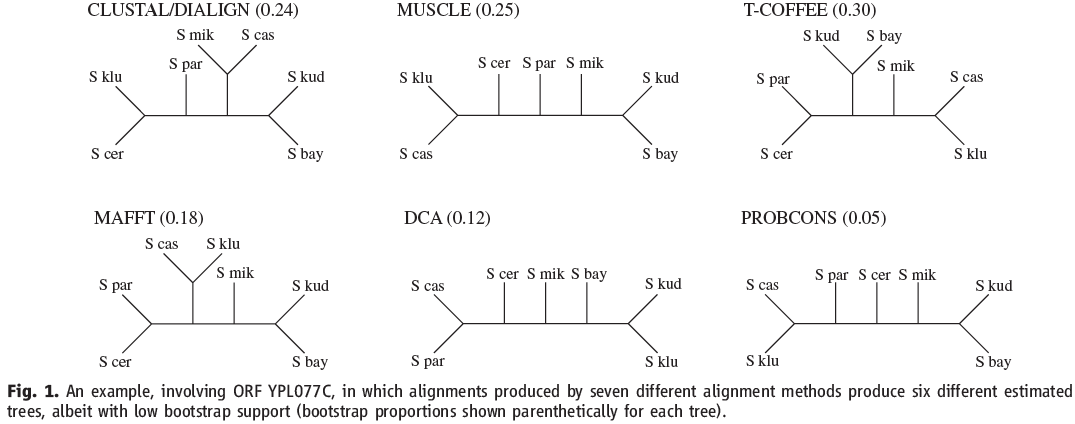 CLUSTAL/DIALIGN (0.24)
S mik S cas
S par
S klu
S kud
S cer
S bay
MUSCLE (0.25)
S cer S par S mik
S klu
S kud
S cas
S bay
T-COFFEE (0.30)
S kud S bay
S mik
S par
S cas
S cer
S klu
MAFFT (0.18)
S cas S klu
S mik
S par
S kud
S cer
S bay
DCA (0.12)
S cer S mik S bay
S cas
S kud
S par
S klu
PROBCONS (0.05)
S par S cer S mik
S cas
S kud
S klu
S bay
Fig. 1. An example, involving ORF YPL077C, in which alignments produced by seven different alignment methods produce six different estimated
trees, albeit with low bootstrap support (bootstrap proportions shown parenthetically for each tree).